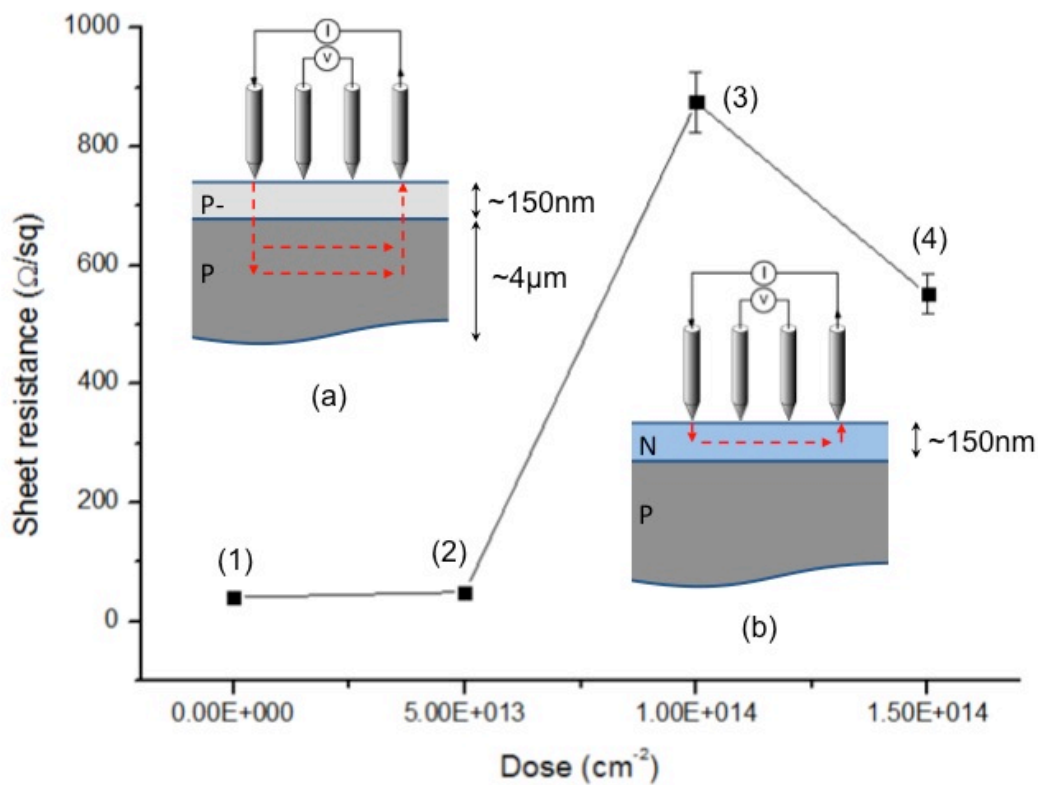 1000
800
600
400
200
0
Sheet resistance (Ω/sq)
I
V
P-
~150nm
P
~4µm
(a)
(1)
(2)
(3)
(4)
I
V
N
~150nm
P
(b)
0.00E+000 5.00E+013 1.00E+014 1.50E+014
Dose (cm⁻²)